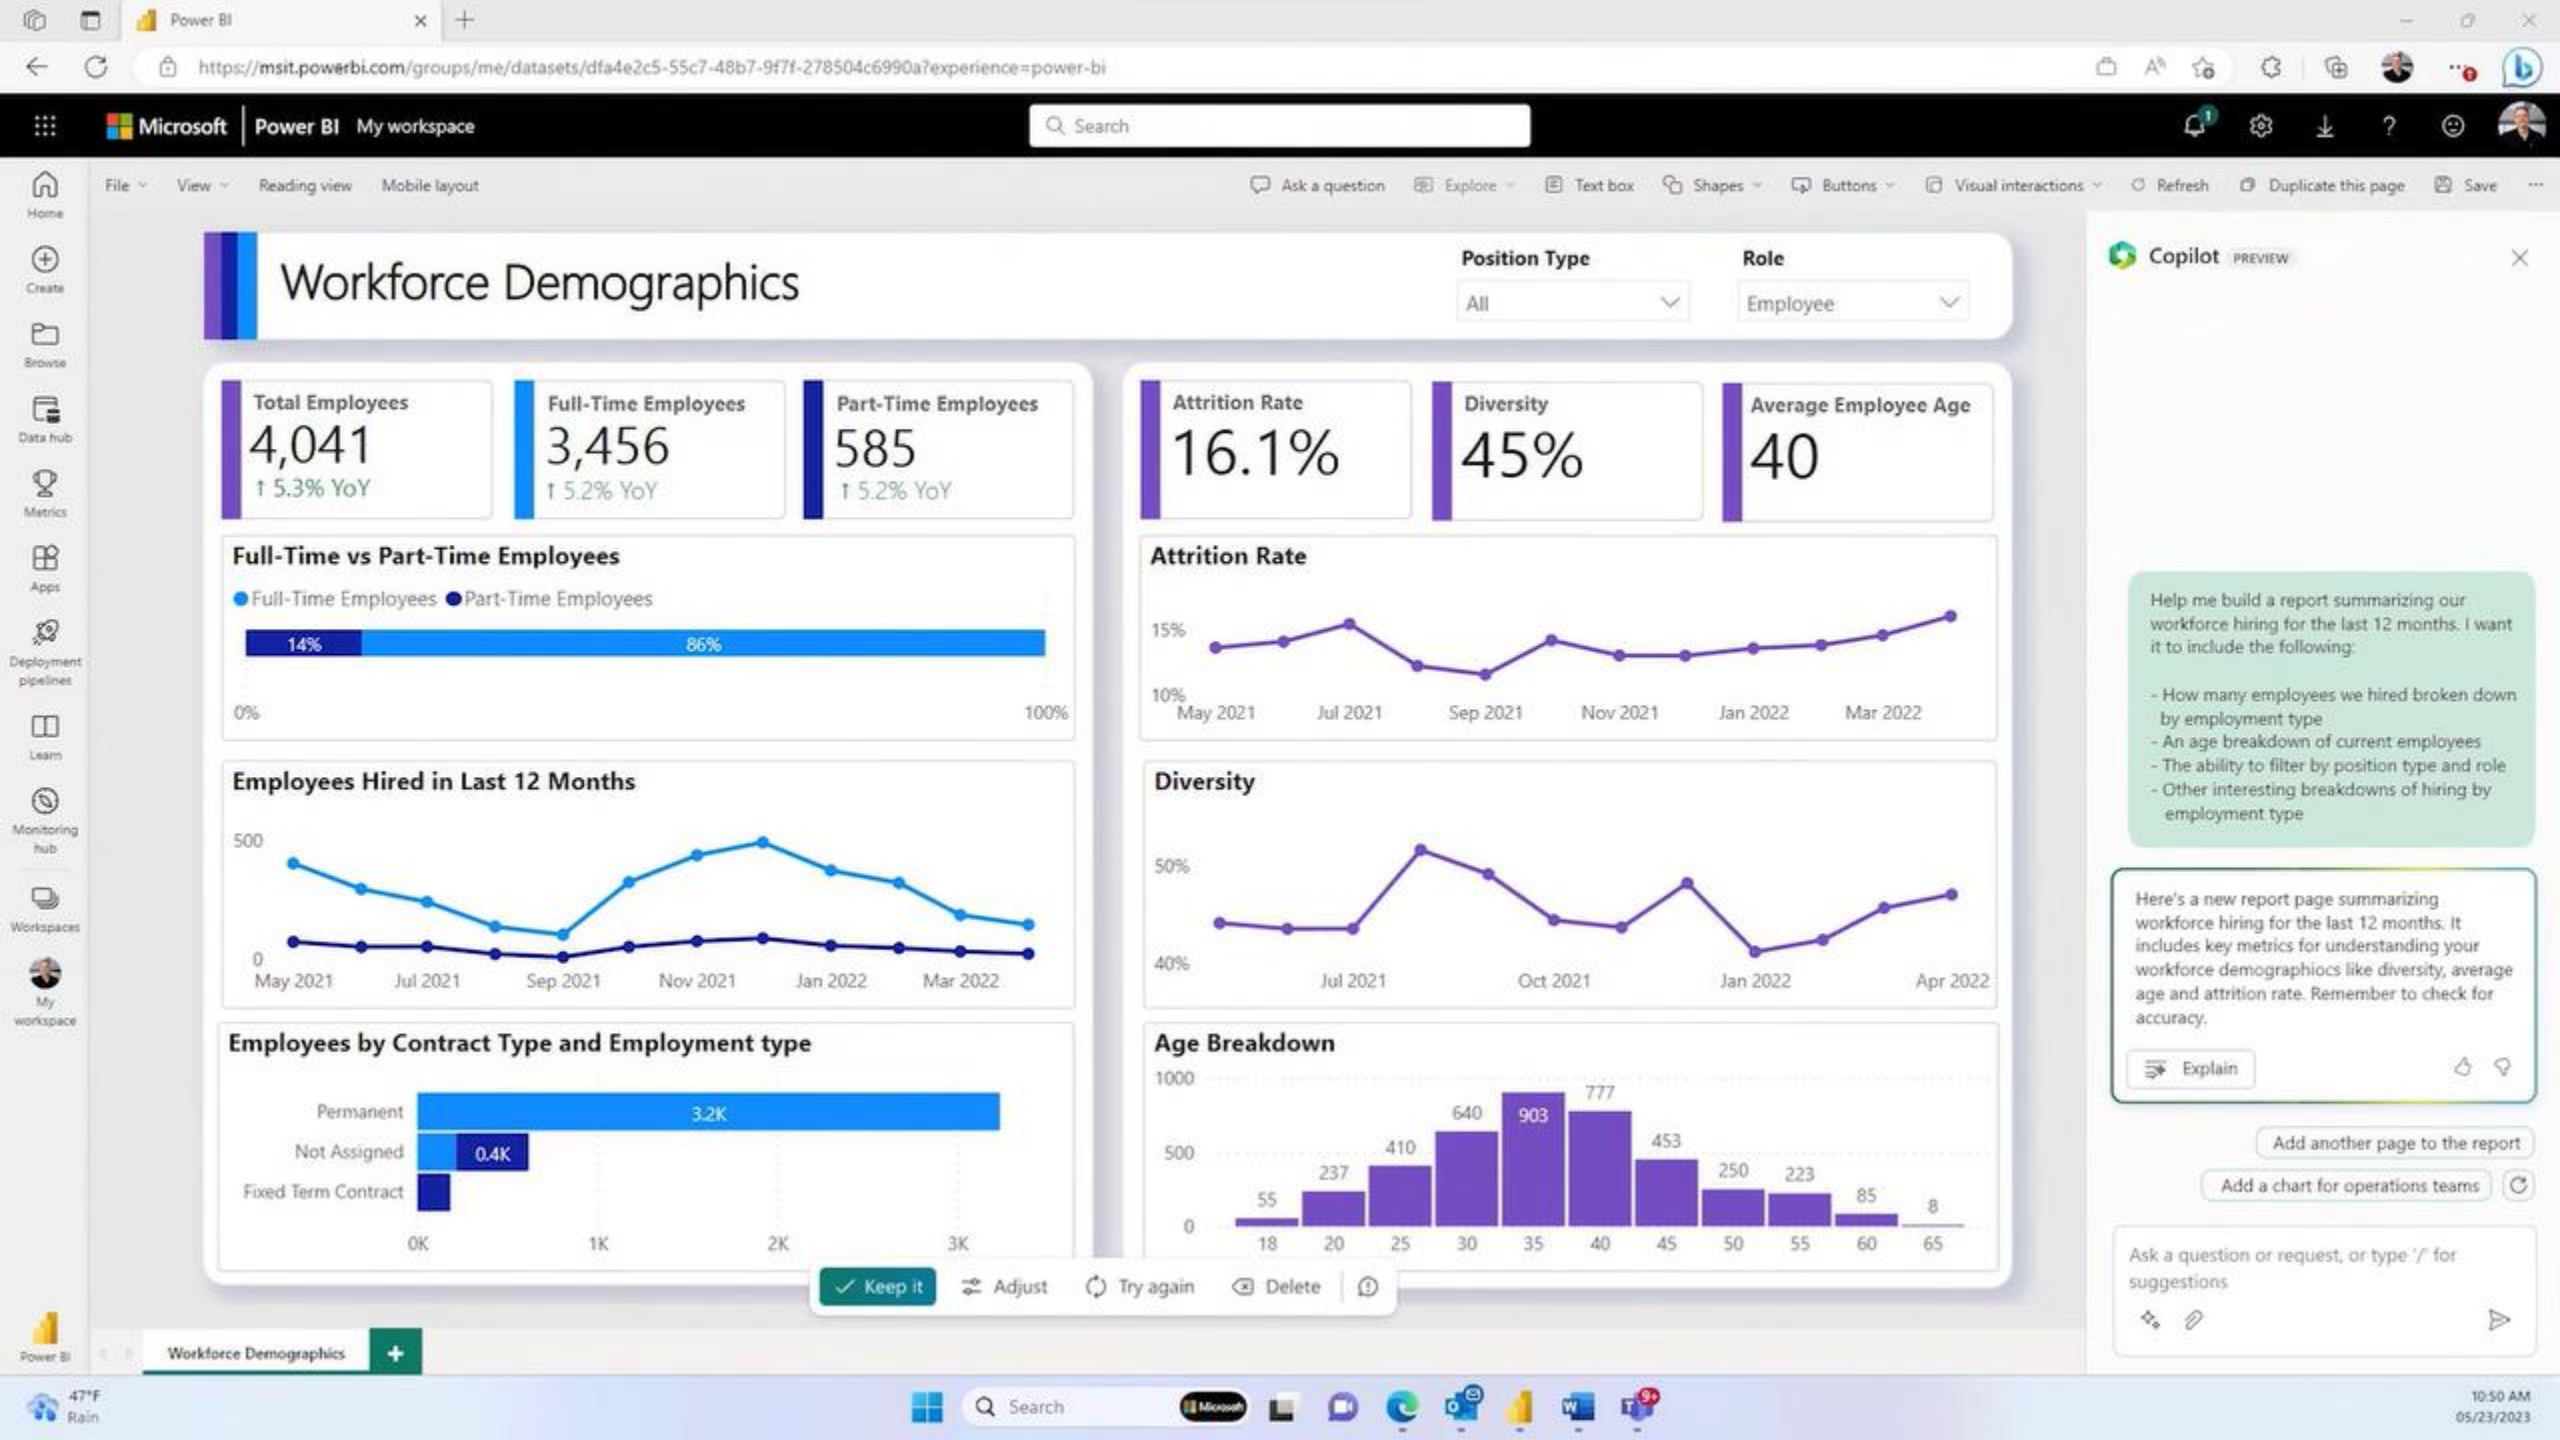 Power BI
https://msit.powerbi.com/groups/me/datasets/dfa4e2c5-55c7-48b7-9f7f-278504c6990a?experience=power-bi
Microsoft Power BI My workspace
Search
1
File View Reading view Mobile layout
Ask a question Explore Text box Shapes Buttons Visual interactions Refresh Duplicate this page Save
Home
Create
Browse
Data hub
Metrics
Apps
Deployment
pipelines
Learn
Monitoring
hub
Workspaces
My
workspace
Power BI
Workforce Demographics
Position Type
All
Role
Employee
Total Employees
4,041
↑ 5.3% YoY
Full-Time Employees
3,456
↑ 5.2% YoY
Part-Time Employees
585
↑ 5.2% YoY
Attrition Rate
16.1%
Diversity
45%
Average Employee Age
40
Full-Time vs Part-Time Employees
Full-Time Employees Part-Time Employees
14% 86%
0% 100%
Attrition Rate
15%
10%
May 2021 Jul 2021 Sep 2021 Nov 2021 Jan 2022 Mar 2022
Employees Hired in Last 12 Months
500
0
May 2021 Jul 2021 Sep 2021 Nov 2021 Jan 2022 Mar 2022
Diversity
50%
40%
Jul 2021 Oct 2021 Jan 2022 Apr 2022
Employees by Contract Type and Employment type
Permanent 3.2K
Not Assigned 0.4K
Fixed Term Contract
0K 1K 2K 3K
Age Breakdown
1000
500
0
55 237 410 640 903 777 453 250 223 85 8
18 20 25 30 35 40 45 50 55 60 65
Keep it Adjust Try again Delete
Workforce Demographics +
Copilot PREVIEW
Help me build a report summarizing our
workforce hiring for the last 12 months. I want
it to include the following:
- How many employees we hired broken down
by employment type
- An age breakdown of current employees
- The ability to filter by position type and role
- Other interesting breakdowns of hiring by
employment type
Here's a new report page summarizing
workforce hiring for the last 12 months. It
includes key metrics for understanding your
workforce demographiocs like diversity, average
age and attrition rate. Remember to check for
accuracy.
Explain
Add another page to the report
Add a chart for operations teams
Ask a question or request, or type '/' for
suggestions
47°F
Rain
Search
Microsoft
9+
10:50 AM
05/23/2023